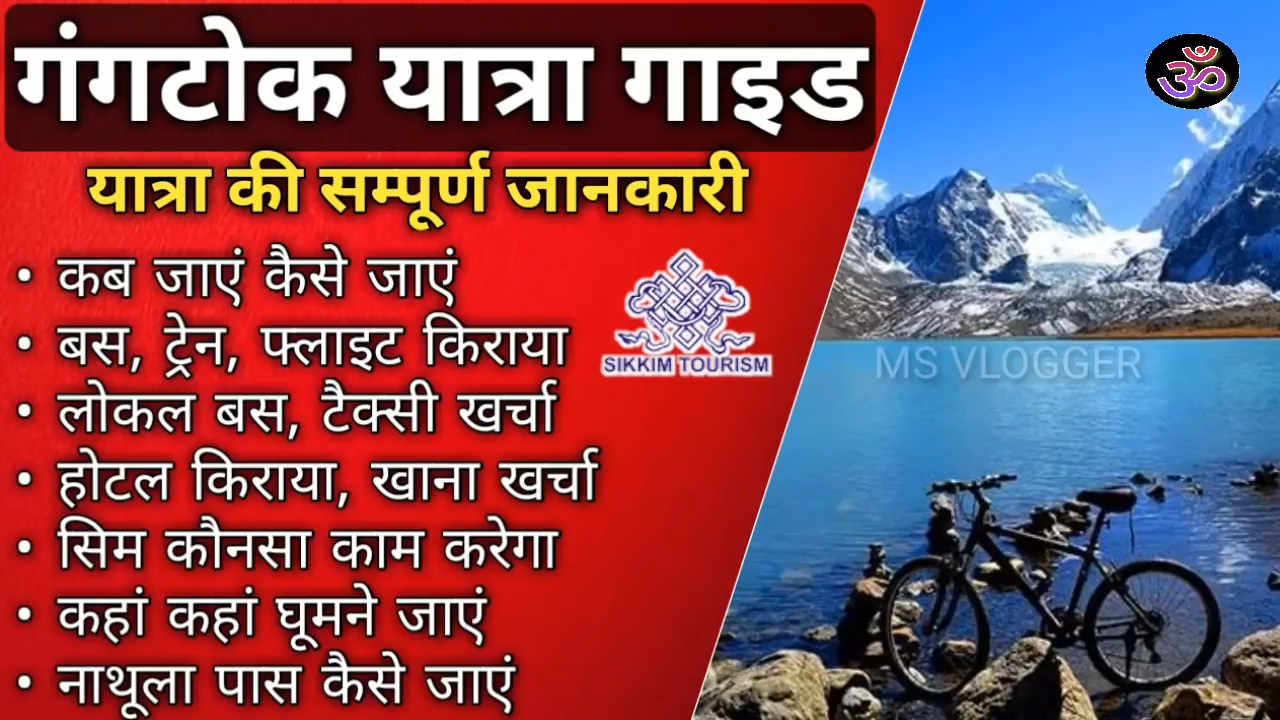 गंगटोक यात्रा गाइड
यात्रा की सम्पूर्ण जानकारी
• कब जाएं कैसे जाएं
• बस, ट्रेन, फ्लाइट किराया
• लोकल बस, टैक्सी खर्चा
• होटल किराया, खाना खर्चा
• सिम कौनसा काम करेगा
• कहां कहां घूमने जाएं
• नाथूला पास कैसे जाएं
SIKKIM TOURISM
ॐ
MS VLOGGER